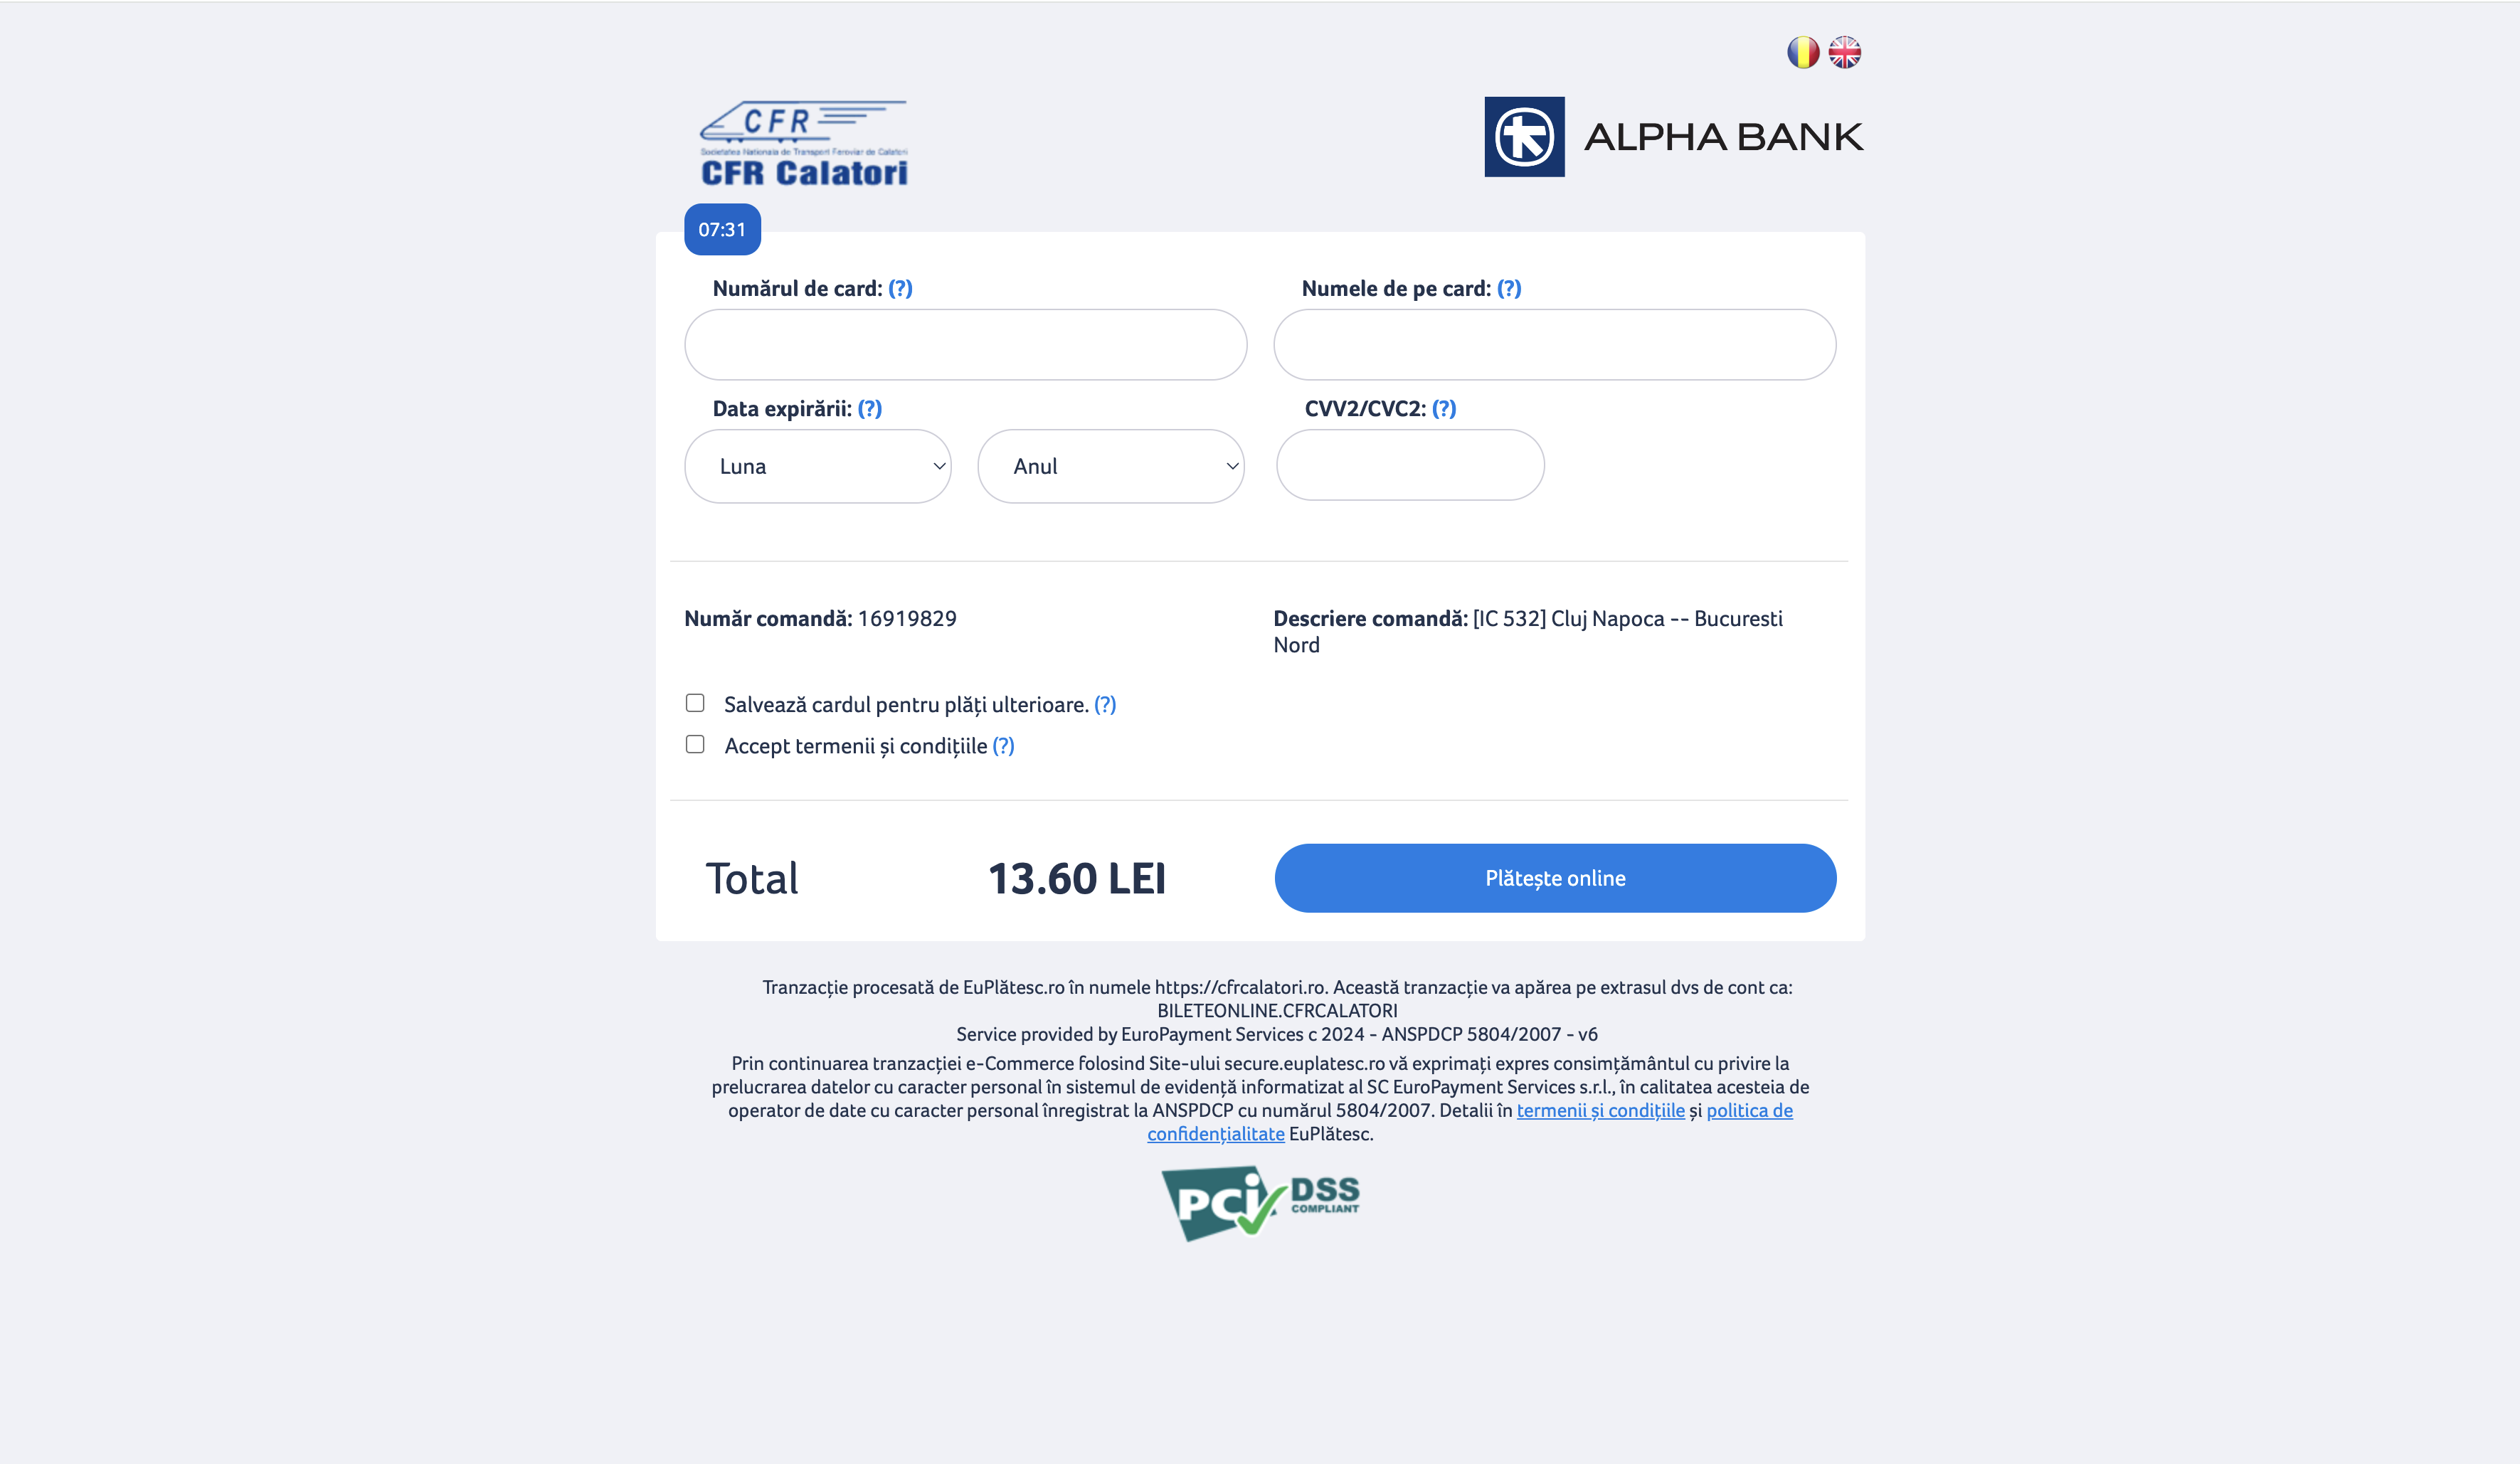 CFR
Societatea Nationala de Transport Feroviar de Calatori
CFR Calatori
ALPHA BANK
07:31
Numărul de card: (?)
Numele de pe card: (?)
Data expirării: (?)
CVV2/CVC2: (?)
Luna
Anul
Număr comandă: 16919829
Descriere comandă: [IC 532] Cluj Napoca -- Bucuresti
Nord
Salvează cardul pentru plăți ulterioare. (?)
Accept termenii și condițiile (?)
Total
13.60 LEI
Plătește online
Tranzacție procesată de EuPlătesc.ro în numele https://cfrcalatori.ro. Această tranzacție va apărea pe extrasul dvs de cont ca:
BILETEONLINE.CFRCALATORI
Service provided by EuroPayment Services c 2024 - ANSPDCP 5804/2007 - v6
Prin continuarea tranzacției e-Commerce folosind Site-ului secure.euplatesc.ro vă exprimați expres consimțământul cu privire la
prelucrarea datelor cu caracter personal în sistemul de evidență informatizat al SC EuroPayment Services s.r.l., în calitatea acesteia de
operator de date cu caracter personal înregistrat la ANSPDCP cu numărul 5804/2007. Detalii în termenii și condițiile și politica de
confidențialitate EuPlătesc.
PCi DSS
COMPLIANT